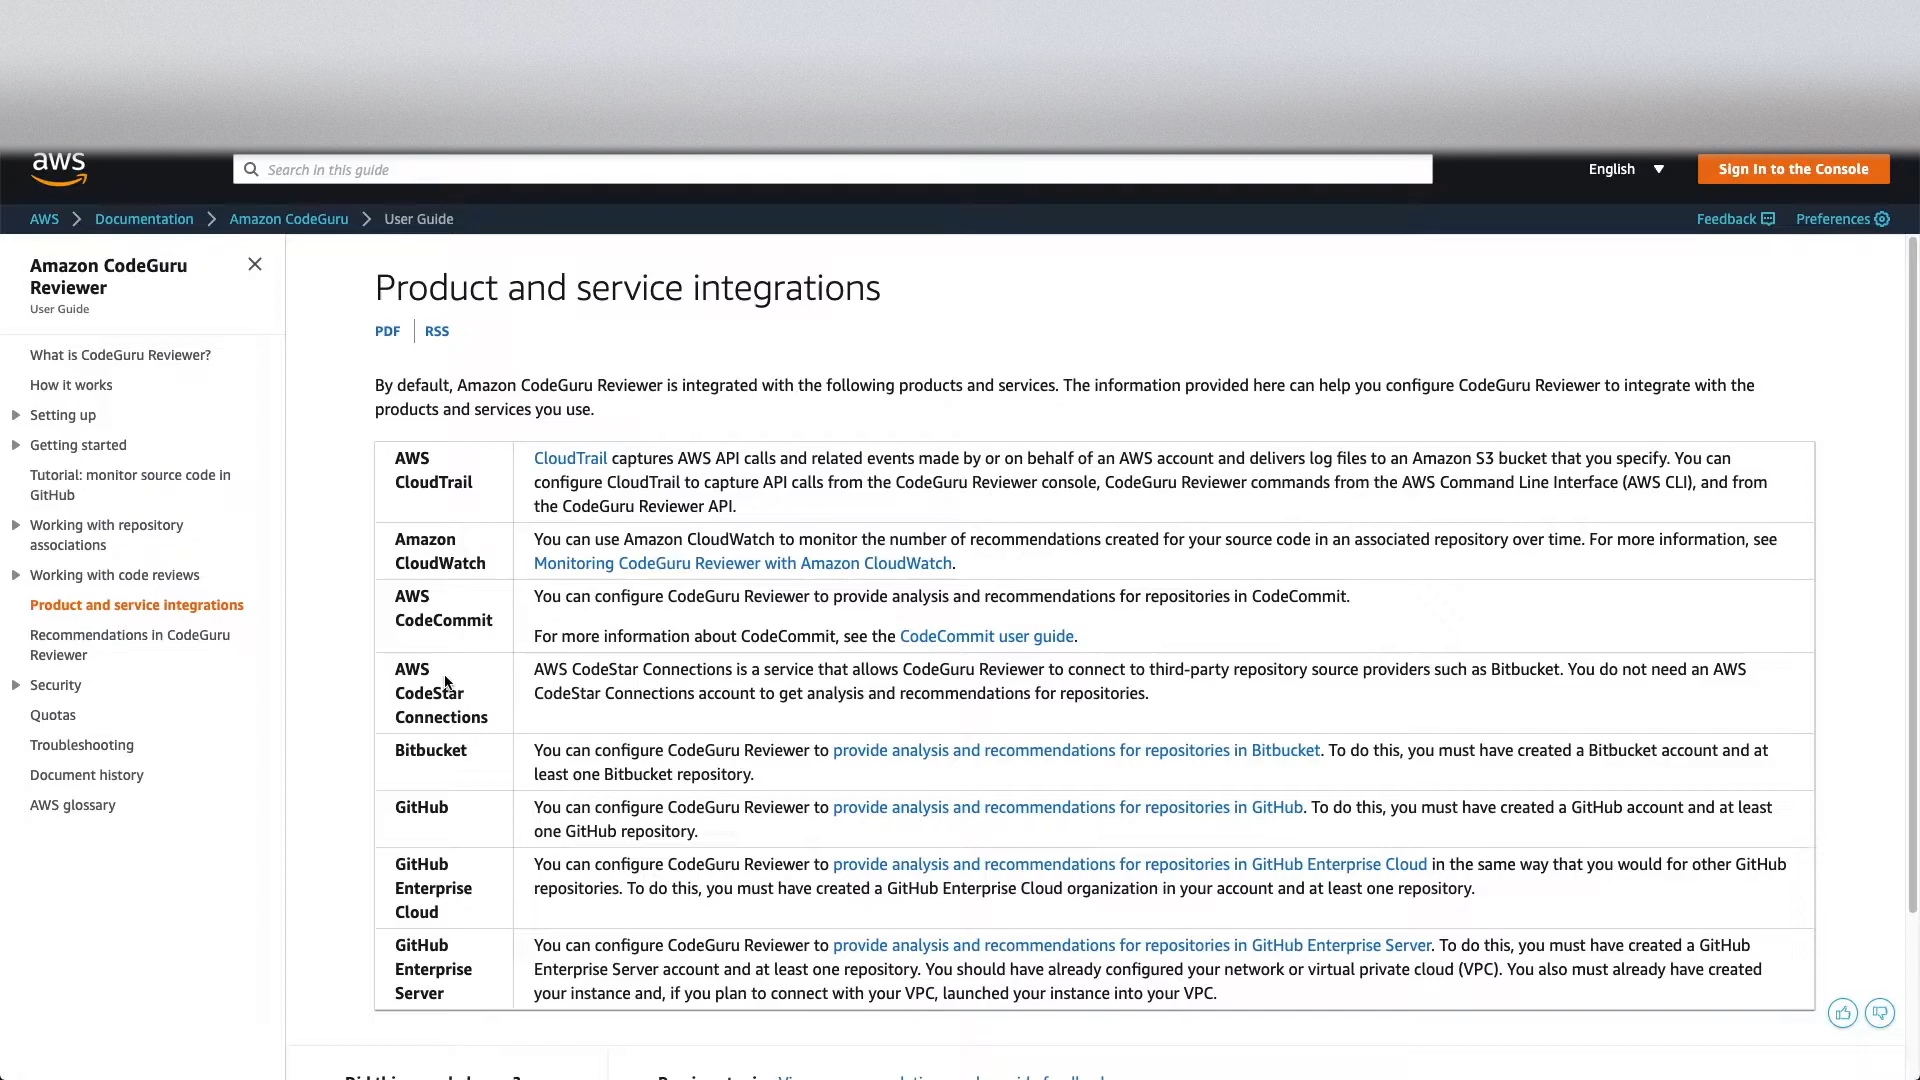 aws
Search in this guide
English
Sign In to the Console
AWS
Documentation
Amazon CodeGuru
User Guide
Feedback
Preferences
Amazon CodeGuru
Reviewer
User Guide
What is CodeGuru Reviewer?
How it works
Setting up
Getting started
Tutorial: monitor source code in
GitHub
Working with repository
associations
Working with code reviews
Product and service integrations
Recommendations in CodeGuru
Reviewer
Security
Quotas
Troubleshooting
Document history
AWS glossary
Product and service integrations
PDF
RSS
By default, Amazon CodeGuru Reviewer is integrated with the following products and services. The information provided here can help you configure CodeGuru Reviewer to integrate with the
products and services you use.
AWS
CloudTrail
CloudTrail captures AWS API calls and related events made by or on behalf of an AWS account and delivers log files to an Amazon S3 bucket that you specify. You can
configure CloudTrail to capture API calls from the CodeGuru Reviewer console, CodeGuru Reviewer commands from the AWS Command Line Interface (AWS CLI), and from
the CodeGuru Reviewer API.
Amazon
CloudWatch
You can use Amazon CloudWatch to monitor the number of recommendations created for your source code in an associated repository over time. For more information, see
Monitoring CodeGuru Reviewer with Amazon CloudWatch.
AWS
CodeCommit
You can configure CodeGuru Reviewer to provide analysis and recommendations for repositories in CodeCommit.
For more information about CodeCommit, see the CodeCommit user guide.
AWS
CodeStar
Connections
AWS CodeStar Connections is a service that allows CodeGuru Reviewer to connect to third-party repository source providers such as Bitbucket. You do not need an AWS
CodeStar Connections account to get analysis and recommendations for repositories.
Bitbucket
You can configure CodeGuru Reviewer to provide analysis and recommendations for repositories in Bitbucket. To do this, you must have created a Bitbucket account and at
least one Bitbucket repository.
GitHub
You can configure CodeGuru Reviewer to provide analysis and recommendations for repositories in GitHub. To do this, you must have created a GitHub account and at least
one GitHub repository.
GitHub
Enterprise
Cloud
You can configure CodeGuru Reviewer to provide analysis and recommendations for repositories in GitHub Enterprise Cloud in the same way that you would for other GitHub
repositories. To do this, you must have created a GitHub Enterprise Cloud organization in your account and at least one repository.
GitHub
Enterprise
Server
You can configure CodeGuru Reviewer to provide analysis and recommendations for repositories in GitHub Enterprise Server. To do this, you must have created a GitHub
Enterprise Server account and at least one repository. You should have already configured your network or virtual private cloud (VPC). You also must already have created
your instance and, if you plan to connect with your VPC, launched your instance into your VPC.